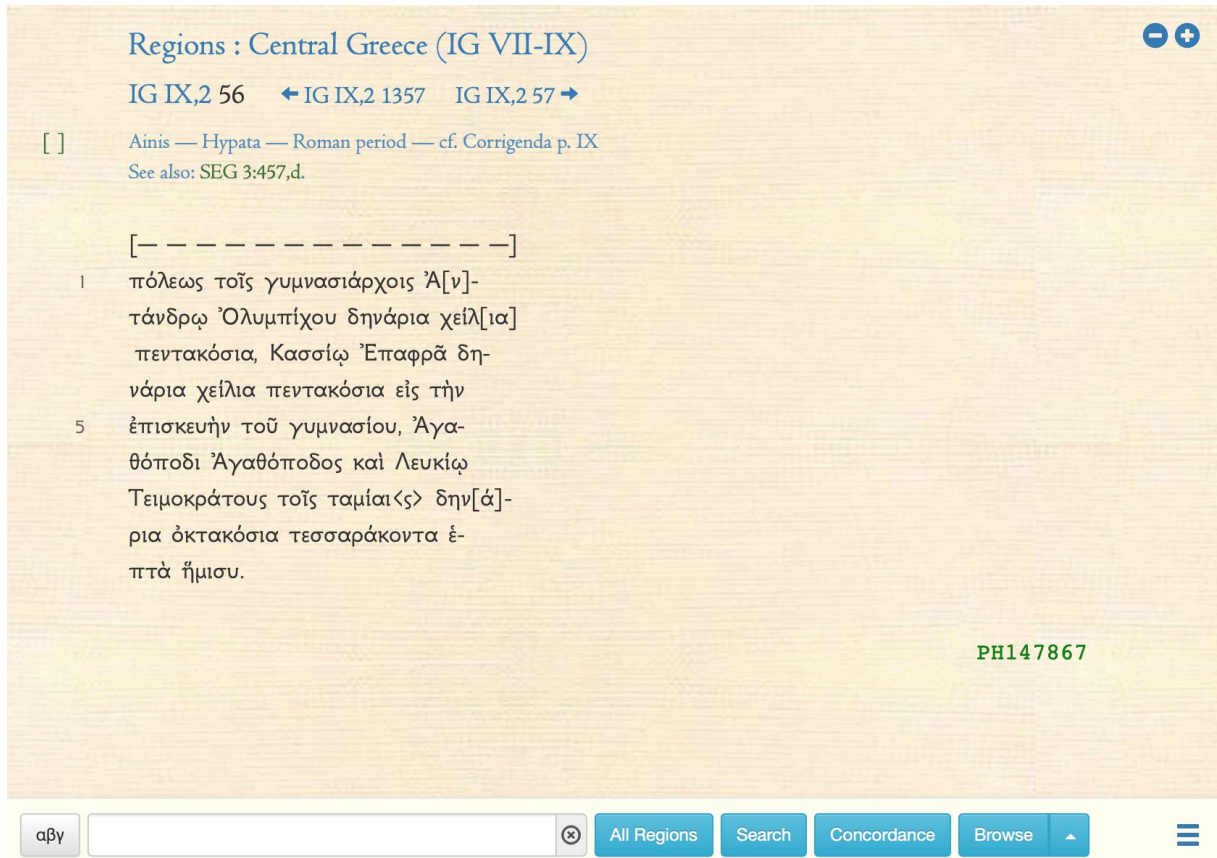 Regions : Central Greece (IG VII-IX)
IG IX,2 56 IG IX,2 1357 IG IX,2 57
[ ] Ainis — Hypata — Roman period — cf. Corrigenda p. IX
See also: SEG 3:457,d.
[— — — — — — — — — — — — —]
1 πόλεως τοῖς γυμνασιάρχοις Ἀ[ν]-
τάνδρῳ Ὀλυμπίχου δηνάρια χείλ[ια]
πεντακόσια, Κασσίῳ Ἐπαφρᾶ δη-
νάρια χείλια πεντακόσια εἰς τὴν
5 ἐπισκευὴν τοῦ γυμνασίου, Ἀγα-
θόποδι Ἀγαθόποδος καὶ Λευκίῳ
Τειμοκράτους τοῖς ταμίαι<ς> δην[ά]-
ρια ὀκτακόσια τεσσαράκοντα ἑ-
πτὰ ἥμισυ.
PH147867
αβγ All Regions Search Concordance Browse